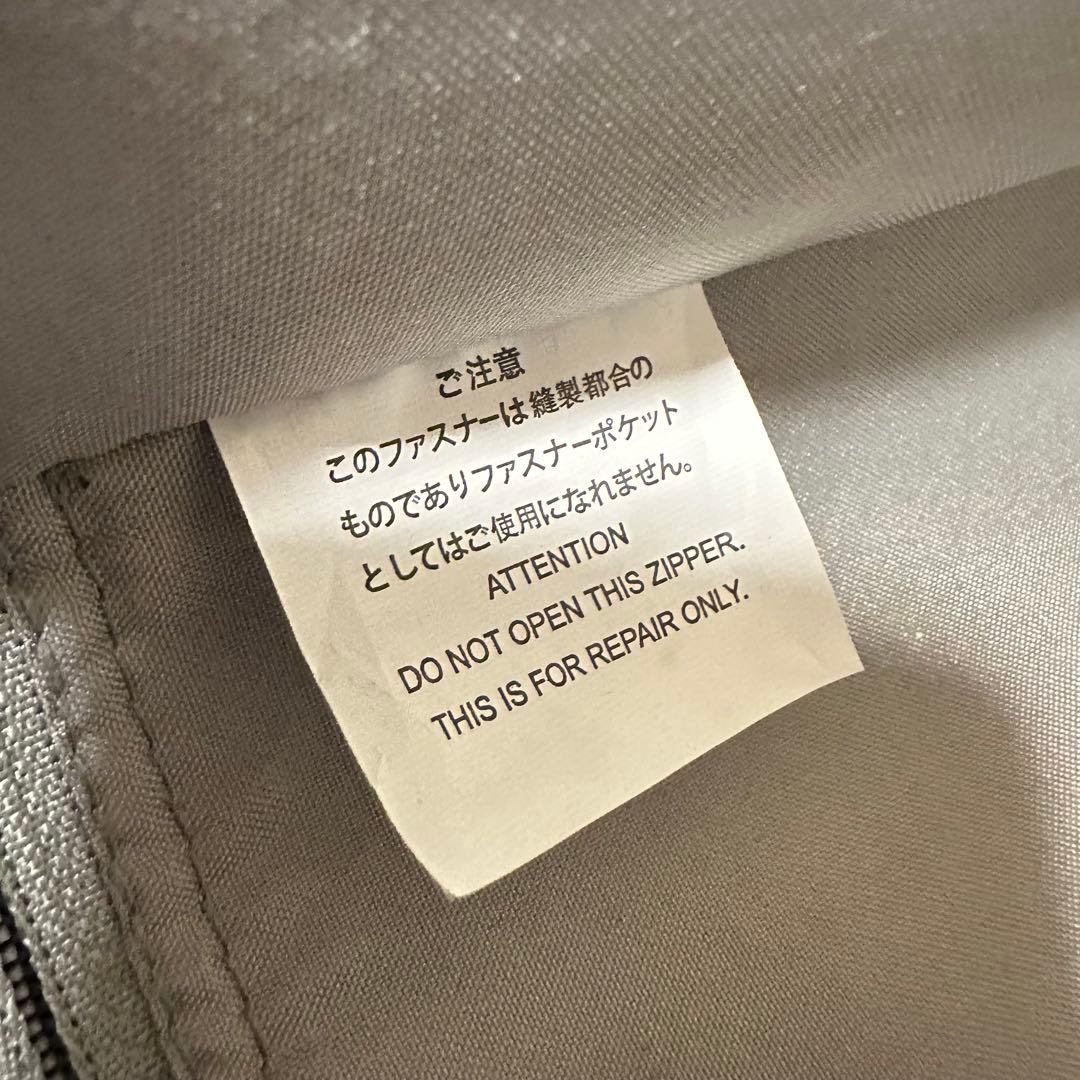 ご注意
このファスナーは縫製都合の
ものでありファスナーポケット
としてはご使用になれません。
ATTENTION
DO NOT OPEN THIS ZIPPER.
THIS IS FOR REPAIR ONLY.